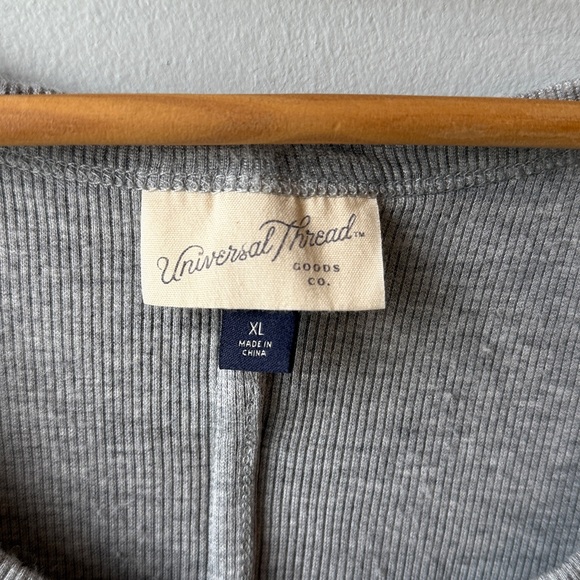 Universal Thread™
GOODS
CO.
XL
MADE IN
CHINA